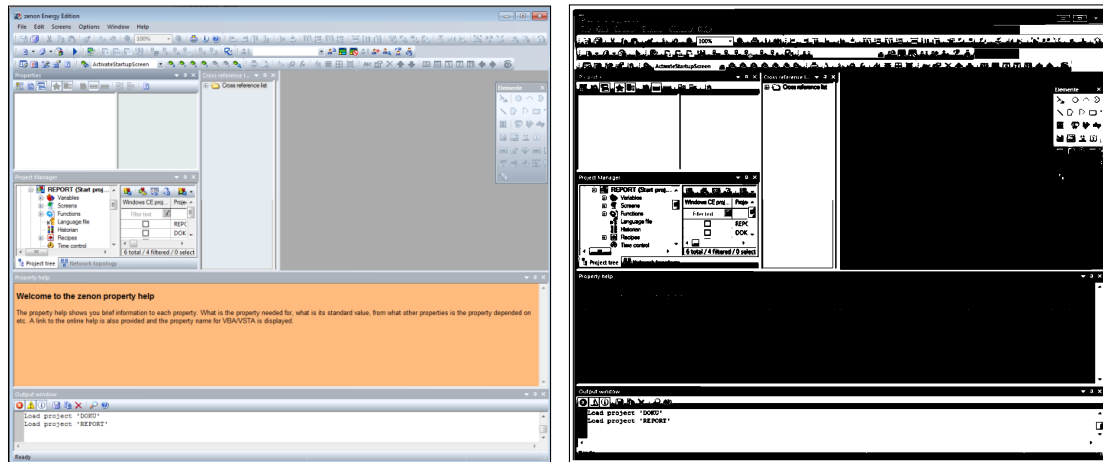 zenon Energy Edition
File Edit Screens Options Window Help
100%
100%
ActivateStartupScreen
ActivateStartupScreen
Properties
Cross reference l...
Cross reference l...
Cross reference list
Cross reference list
Elemente
Elemente
Project Manager
Project Manager
REPORT (Start proj...
Variables
Screens
Functions
Language file
Historian
Recipes
Time control
Windows CE proj... Proje
Filter text
REPC
DOK
6 total / 4 filtered / 0 select
REPORT (Start proj...
Variables
Screens
Functions
Language file
Historian
Recipes
Time control
Windows CE proj... Proje
Filter text
REPC
DOK
6 total / 4 filtered / 0 select
Project tree Network topology
Project tree
Property help
Property help
Welcome to the zenon property help
The property help shows you brief information to each property. What is the property needed for, what is its standard value, from what other properties is the property depended on
etc. A link to the online help is also provided and the property name for VBA/VSTA is displayed.
Output window
Output window
Load project 'DOKU'
Load project 'REPORT'
Load project 'DOKU'
Load project 'REPORT'
Ready